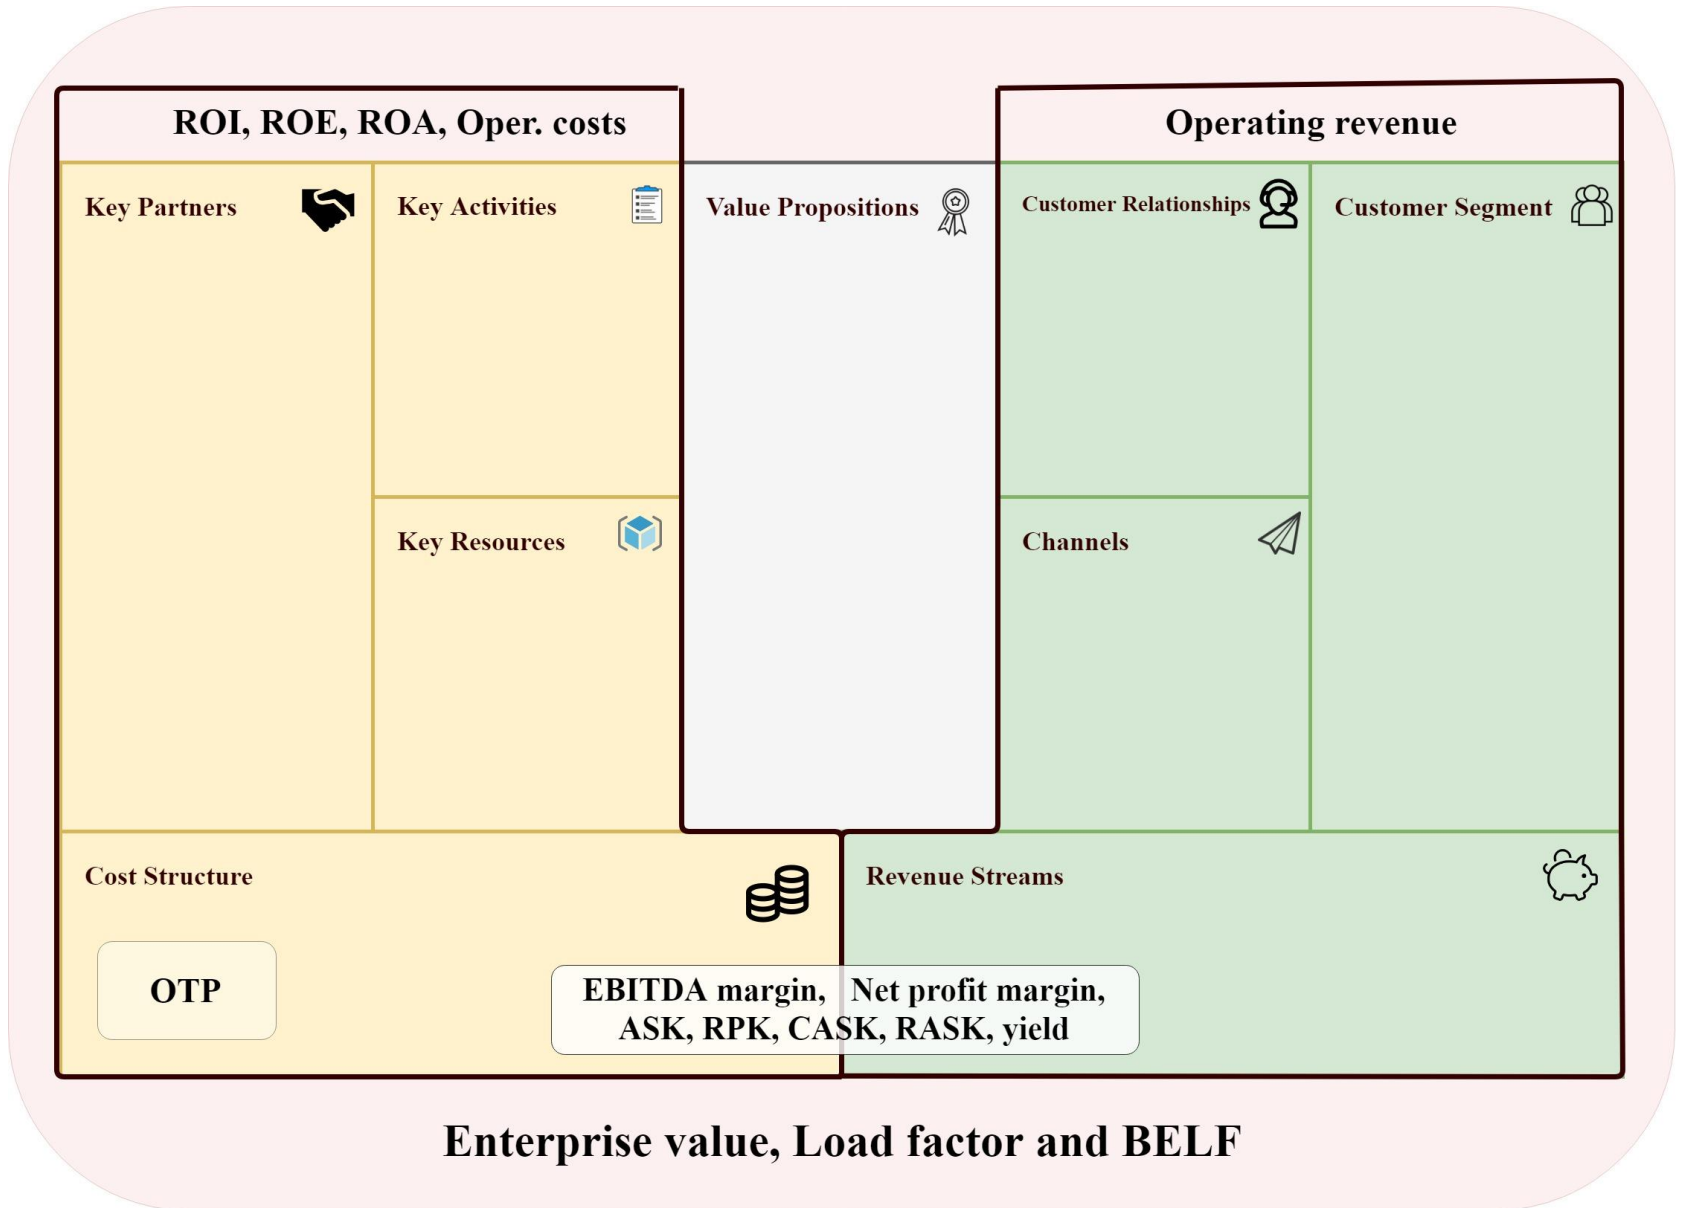 ROI, ROE, ROA, Oper. costs
Operating revenue
Key Partners
Key Activities
Value Propositions
Customer Relationships
Customer Segment
Key Resources
Channels
Cost Structure
Revenue Streams
OTP
EBITDA margin, Net profit margin,
ASK, RPK, CASK, RASK, yield
Enterprise value, Load factor and BELF